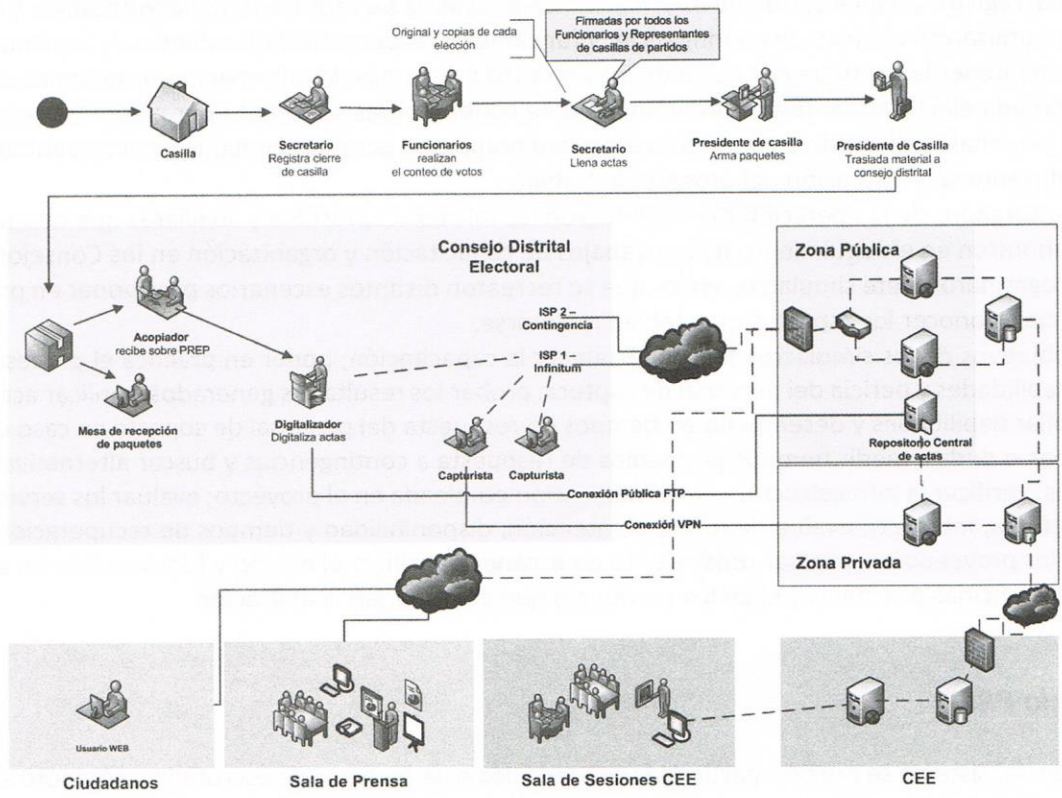 Original y copias de cada
elección
Firmadas por todos los
Funcionarios y Representantes
de casillas de partidos
Casilla
Secretario
Registra cierre
de casilla
Funcionarios
realizan
el conteo de votos
Secretario
Llena actas
Presidente de casilla
Arma paquetes
Presidente de Casilla
Traslada material a
consejo distrital
Consejo Distrital
Electoral
Acopiador
recibe sobre PREP
Mesa de recepción
de paquetes
Digitalizador
Digitaliza actas
ISP 2 –
Contingencia
ISP 1 –
Infinitum
Capturista
Capturista
Conexión Pública FTP
Conexión VPN
Zona Pública
Repositorio Central
de actas
Zona Privada
Usuario WEB
Ciudadanos
Sala de Prensa
Sala de Sesiones CEE
CEE